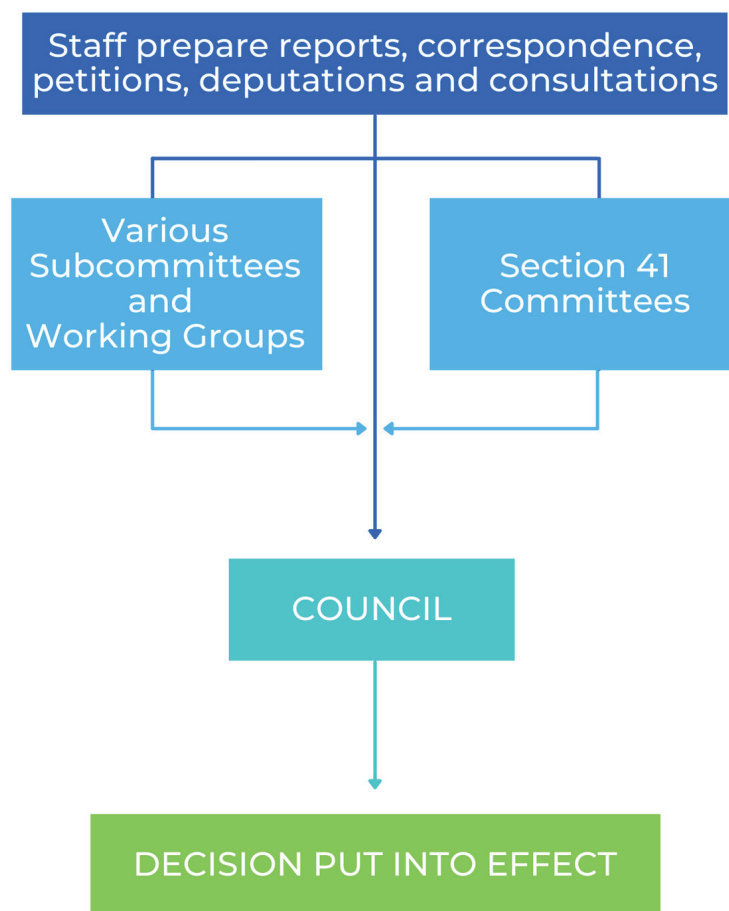 Staff prepare reports, correspondence,
petitions, deputations and consultations
Various
Subcommittees
and
Working Groups
Section 41
Committees
COUNCIL
DECISION PUT INTO EFFECT